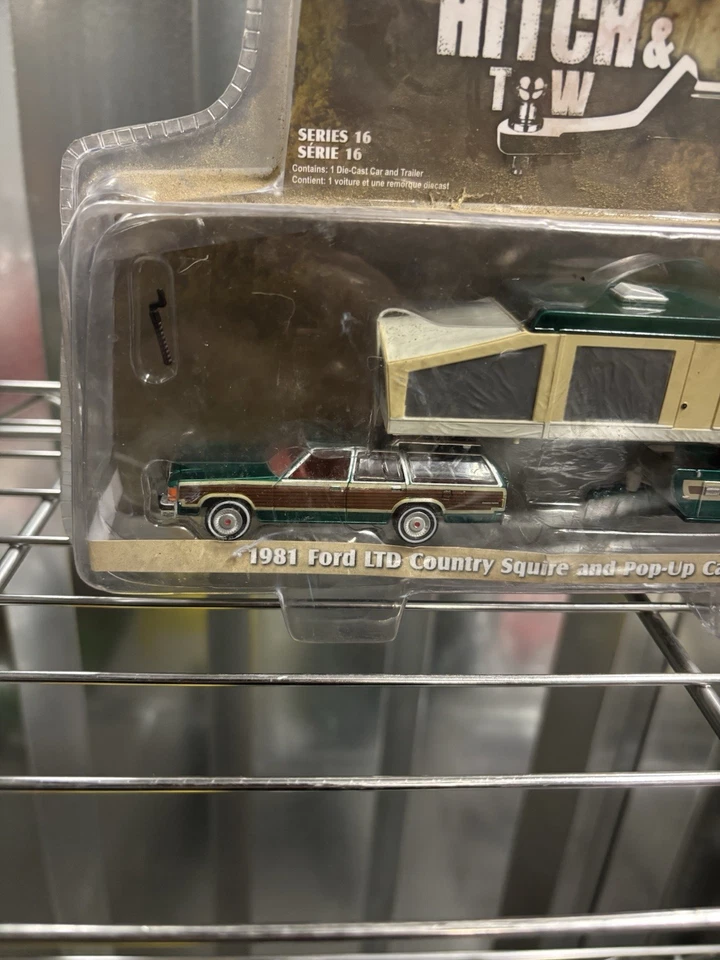 HITCH &
TOW
SERIES 16
SÉRIE 16
Contains: 1 Die-Cast Car and Trailer
Contient: 1 voiture et une remorque diecast
1981 Ford LTD Country Squire and Pop-Up Ca